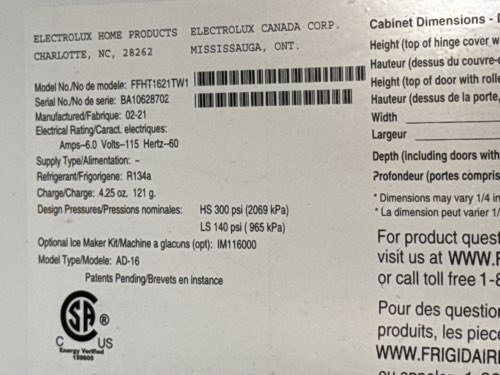 ELECTROLUX HOME PRODUCTS ELECTROLUX CANADA CORP.
CHARLOTTE, NC, 28262 MISSISSAUGA, ONT.
Model No./No de modele: FFHT1621TW1
Serial No./No de serie: BA10628702
Manufactured/Fabrique: 02-21
Electrical Rating/Caract. electriques:
Amps-6.0 Volts-115 Hertz-60
Supply Type/Alimentation: -
Refrigerant/Frigorigene: R134a
Charge/Charge: 4.25 oz. 121 g.
Design Pressures/Pressions nominales: HS 300 psi (2069 kPa)
LS 140 psi ( 965 kPa)
Optional Ice Maker Kit/Machine a glacons (opt): IM116000
Model Type/Modele: AD-16
Patents Pending/Brevets en instance
SA ®
C US
Energy Verified
159605
Cabinet Dimensions -
Height (top of hinge cover
Hauteur (dessus du couvre-
Height (top of door with
Hauteur (dessus de la porte,
Width
Largeur
Depth (including doors with
Profondeur (portes compris
* Dimensions may vary 1/4 in
* La dimension peut varier 1/
For product quest
visit us at WWW.F
or call toll free 1-8
Pour des question
produits, les piece
WWW.FRIGIDAIR